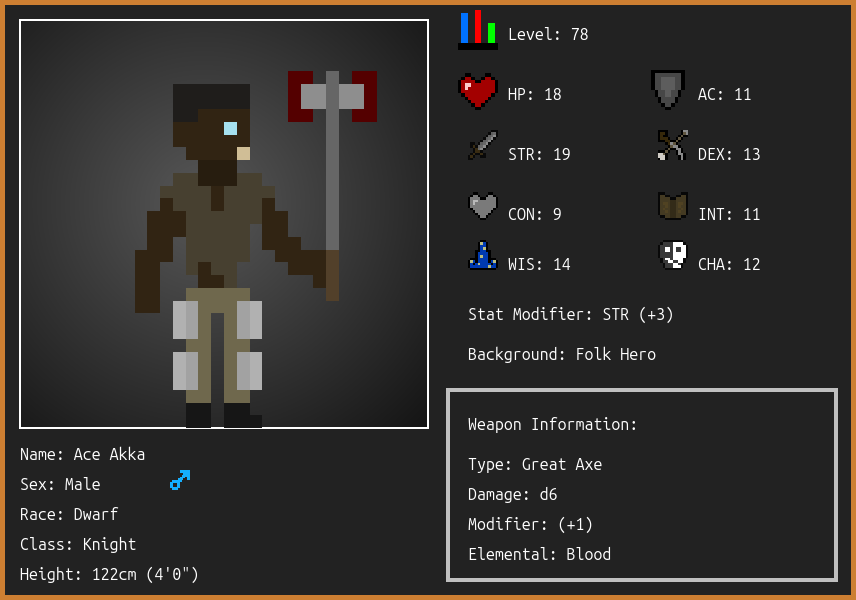 Level: 78
HP: 18
AC: 11
STR: 19
DEX: 13
CON: 9
INT: 11
WIS: 14
CHA: 12
Stat Modifier: STR (+3)
Background: Folk Hero
Weapon Information:
Type: Great Axe
Damage: d6
Modifier: (+1)
Elemental: Blood
Name: Ace Akka
Sex: Male
Race: Dwarf
Class: Knight
Height: 122cm (4'0")